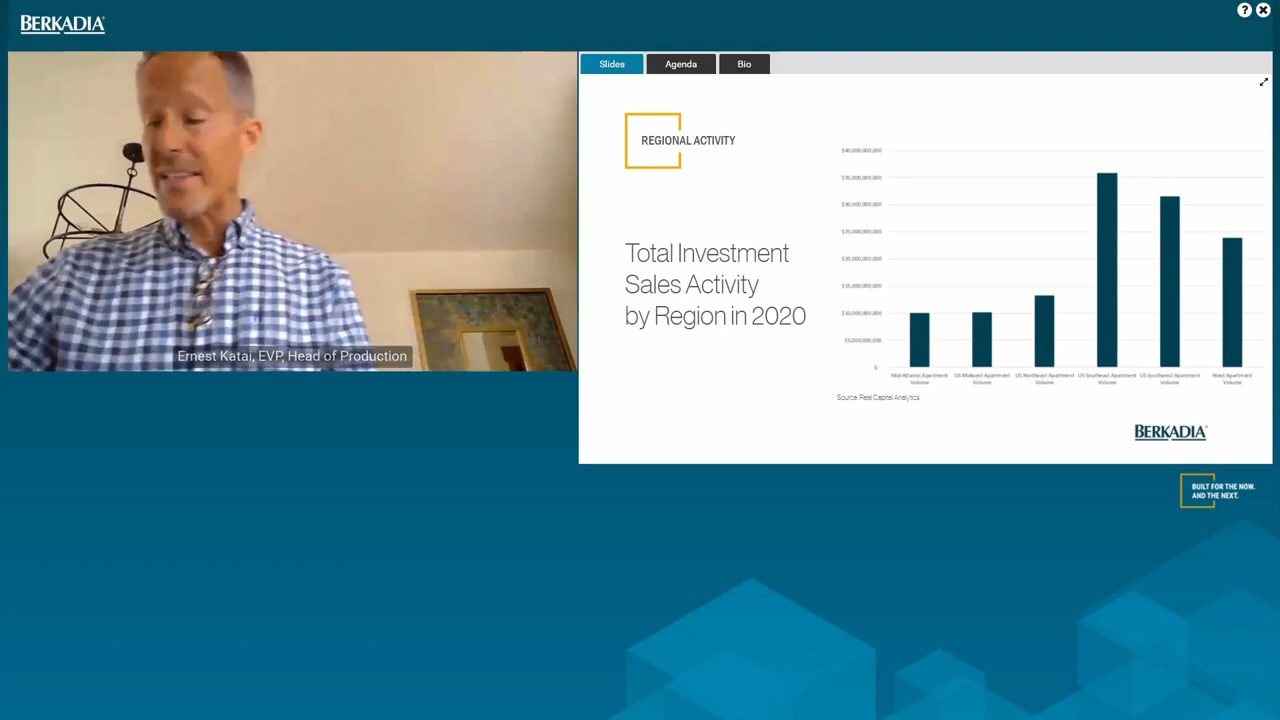 BERKADIA
Slides
Agenda
Bio
Ernest Katai, EVP, Head of Production
REGIONAL ACTIVITY
Total Investment
Sales Activity
by Region in 2020
$40,000,000,000
$35,000,000,000
$30,000,000,000
$25,000,000,000
$20,000,000,000
$15,000,000,000
$10,000,000,000
$5,000,000,000
$-
Mid-Atlantic Apartment
Volume
US Midwest Apartment
Volume
US Northeast Apartment
Volume
US Southeast Apartment
Volume
US Southwest Apartment
Volume
West Apartment
Volume
Source: Real Capital Analytics
BERKADIA
BUILT FOR THE NOW.
AND THE NEXT.